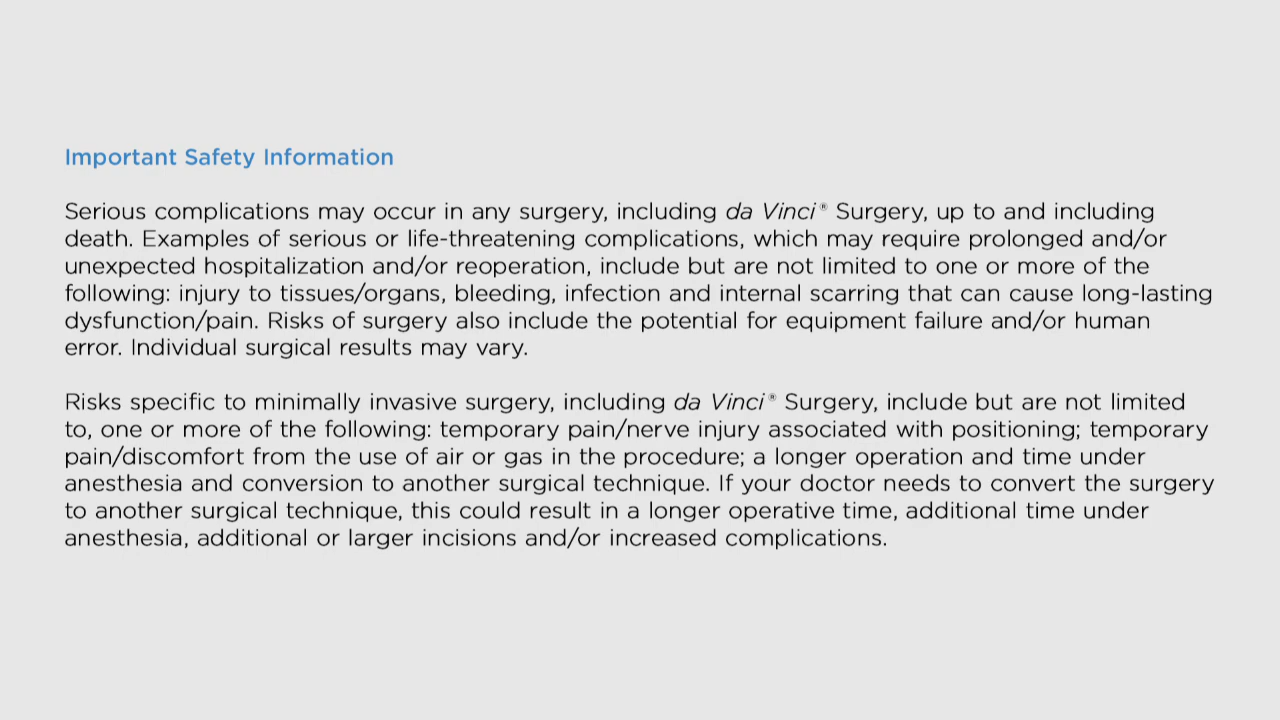 Important Safety Information
Serious complications may occur in any surgery, including da Vinci® Surgery, up to and including
death. Examples of serious or life-threatening complications, which may require prolonged and/or
unexpected hospitalization and/or reoperation, include but are not limited to one or more of the
following: injury to tissues/organs, bleeding, infection and internal scarring that can cause long-lasting
dysfunction/pain. Risks of surgery also include the potential for equipment failure and/or human
error. Individual surgical results may vary.
Risks specific to minimally invasive surgery, including da Vinci® Surgery, include but are not limited
to, one or more of the following: temporary pain/nerve injury associated with positioning; temporary
pain/discomfort from the use of air or gas in the procedure; a longer operation and time under
anesthesia and conversion to another surgical technique. If your doctor needs to convert the surgery
to another surgical technique, this could result in a longer operative time, additional time under
anesthesia, additional or larger incisions and/or increased complications.